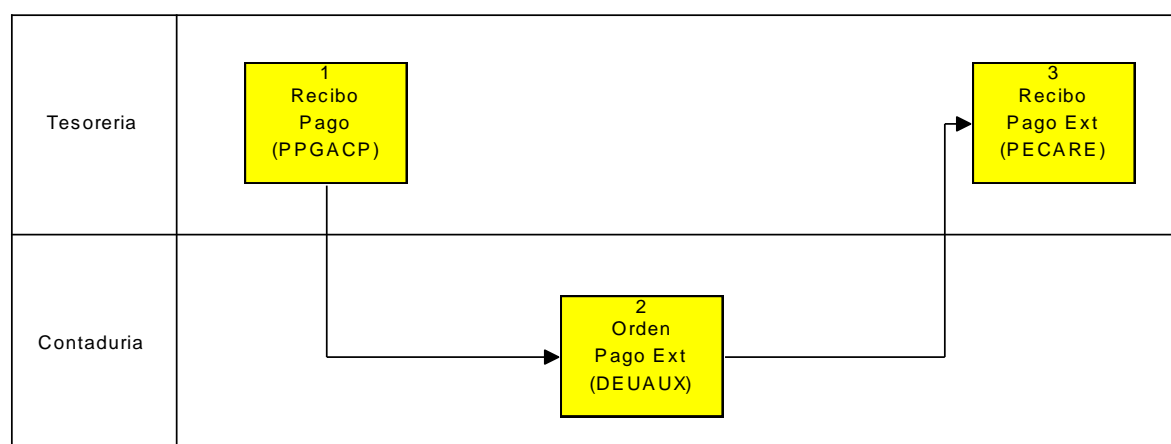 Tesoreria
1
Recibo
Pago
(PPGACP)
3
Recibo
Pago Ext
(PECARE)
Contaduria
2
Orden
Pago Ext
(DEUAUX)